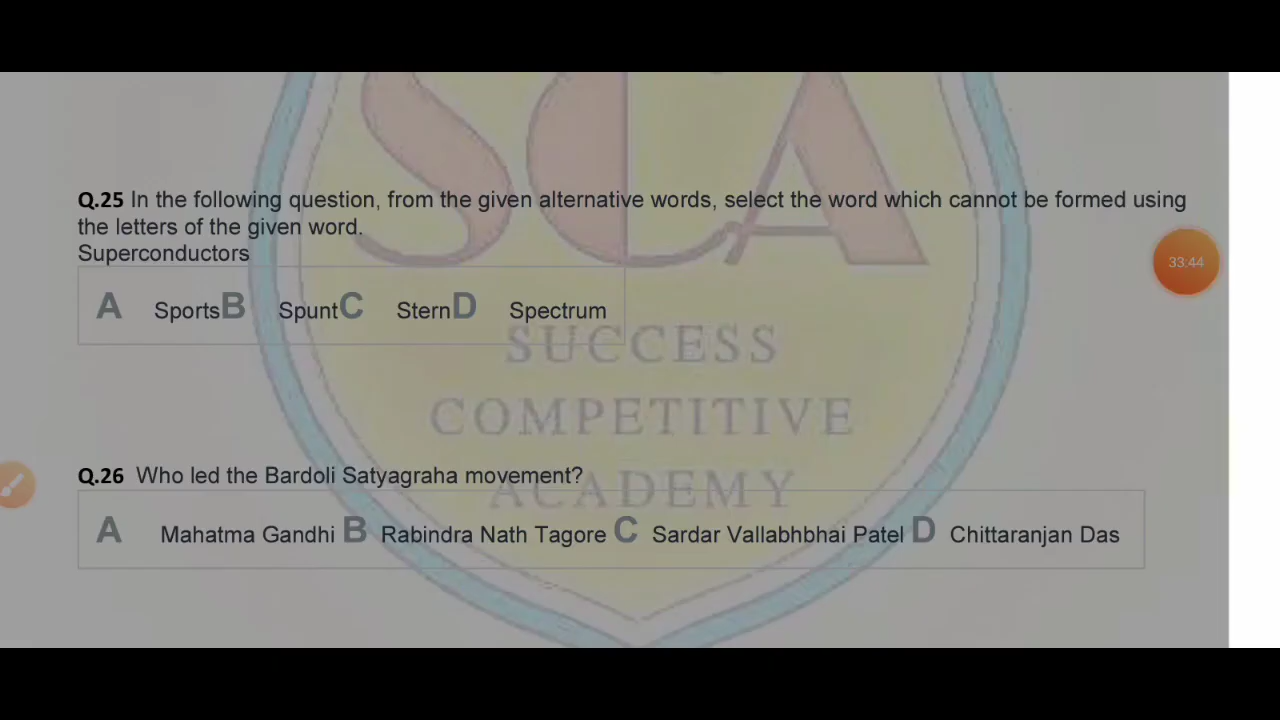 SCA
Q.25 In the following question, from the given alternative words, select the word which cannot be formed using
the letters of the given word.
33:44
Superconductors
A Sports B Spunt C Stern D Spectrum
SUCCESS
COMPETITIVE
Q.26 Who led the Bardoli Satyagraha movement?
ACADEMY
A Mahatma Gandhi B Rabindra Nath Tagore C Sardar Vallabhbhai Patel D Chittaranjan Das